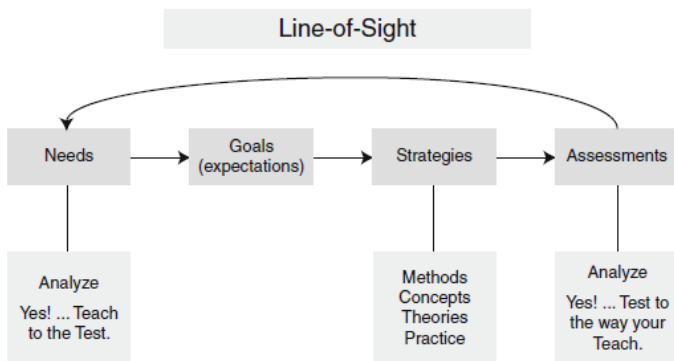 Line-of-Sight
Needs
Goals
(expectations)
Strategies
Assessments
Analyze
Yes! ... Teach
to the Test.
Methods
Concepts
Theories
Practice
Analyze
Yes! ... Test to
the way your
Teach.